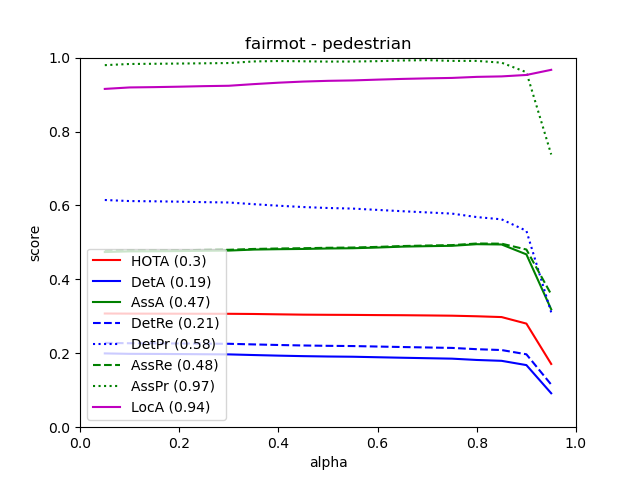 fairmot - pedestrian
score
1.0
0.8
0.6
0.4
0.2
0.0
HOTA (0.3)
DetA (0.19)
AssA (0.47)
DetRe (0.21)
DetPr (0.58)
AssRe (0.48)
AssPr (0.97)
LocA (0.94)
0.0 0.2 0.4 0.6 0.8 1.0
alpha